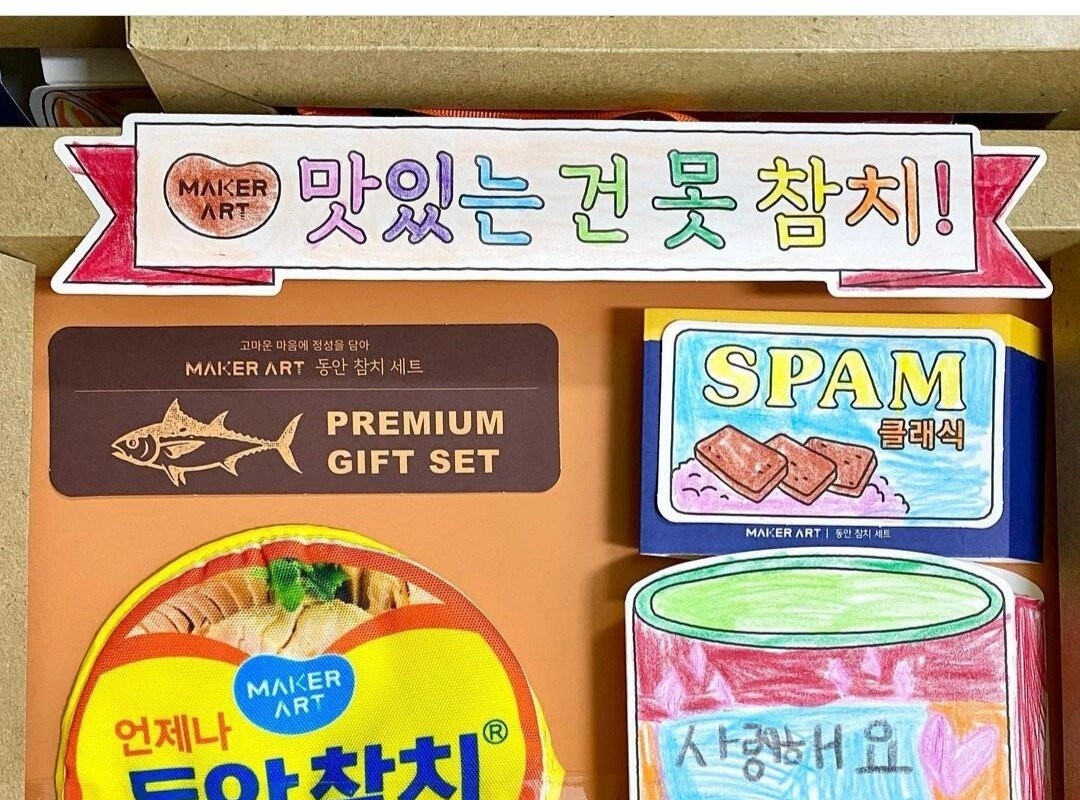 MAKER
ART
맛있는 건 못 참치!
고마운 마음에 정성을 담아
MAKER ART 동안 참치 세트
PREMIUM
GIFT SET
SPAM
클래식
MAKER ART | 동안 참치 세트
MAKER
ART
언제나
동안 참치®
사랑해요